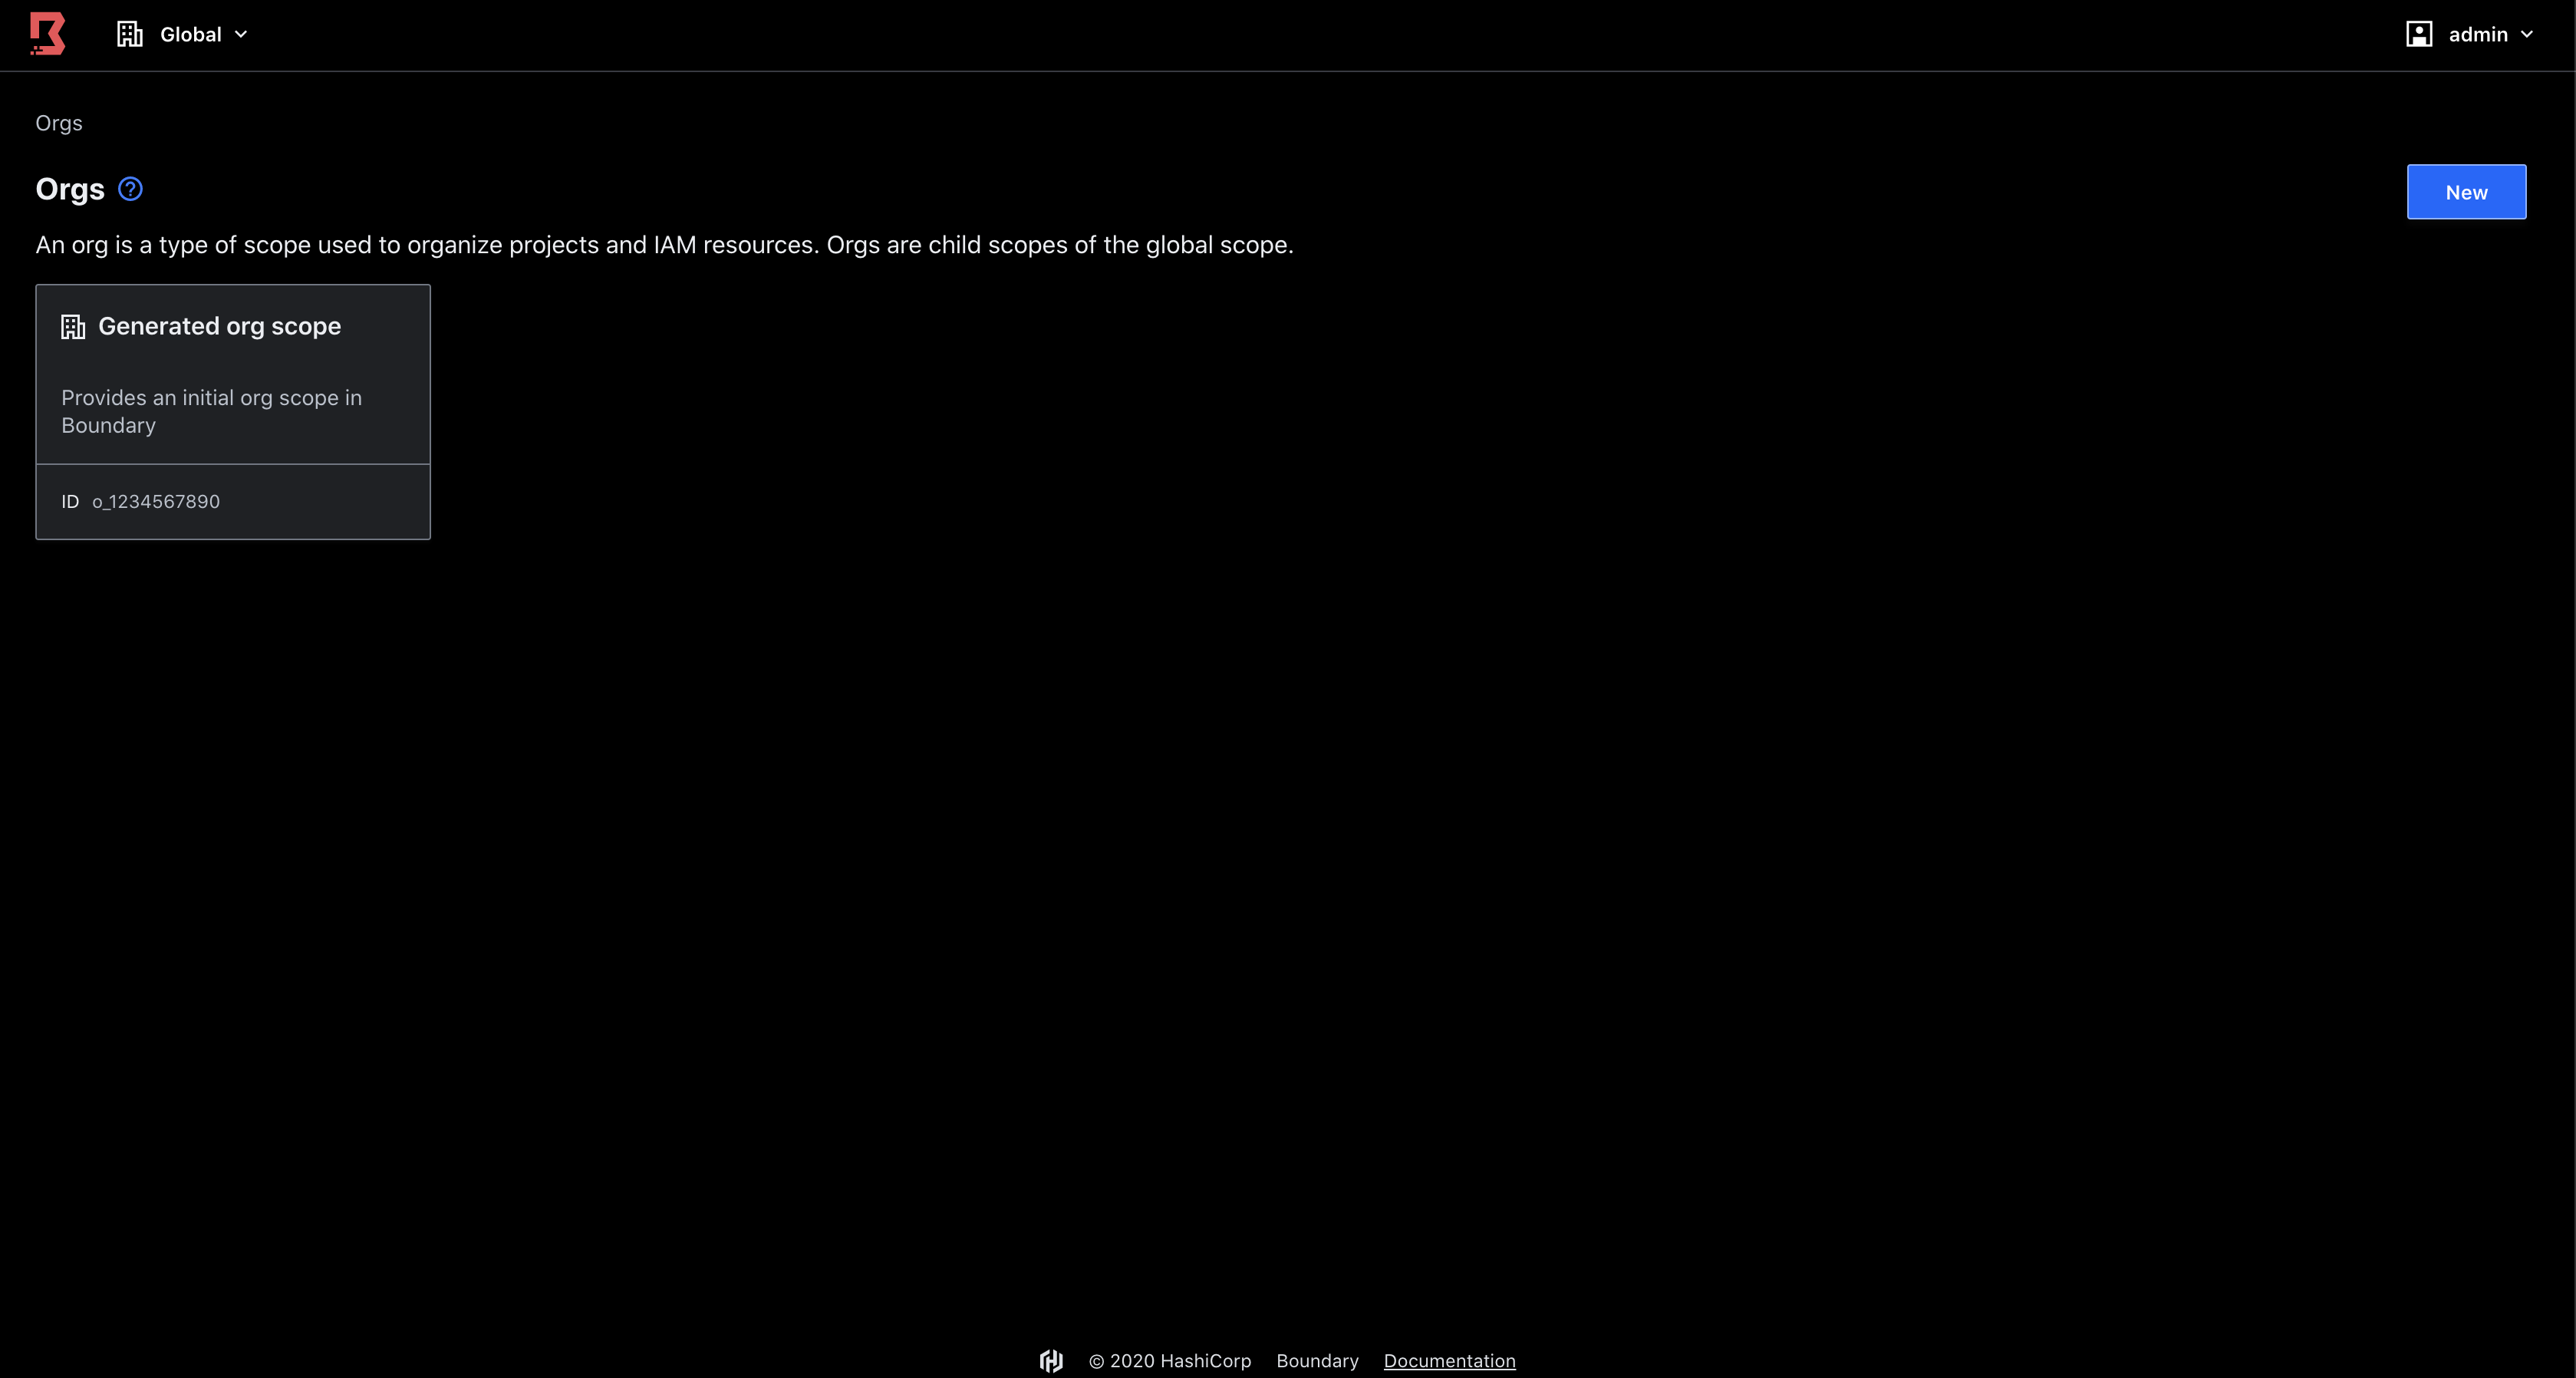 Global
admin
Orgs
Orgs
New
An org is a type of scope used to organize projects and IAM resources. Orgs are child scopes of the global scope.
Generated org scope
Provides an initial org scope in
Boundary
ID o_1234567890
© 2020 HashiCorp Boundary Documentation